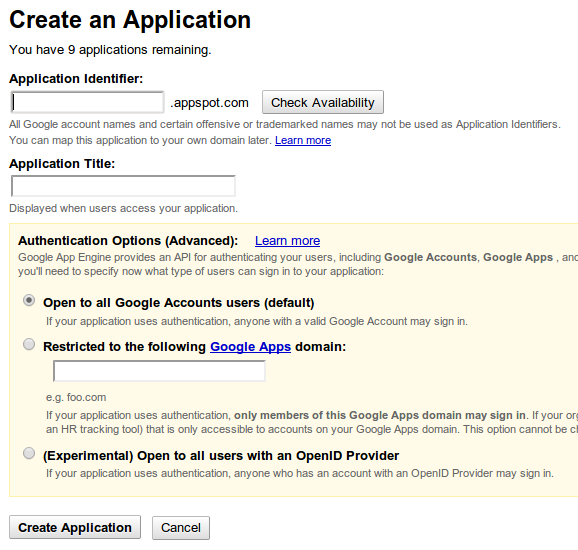 Create an Application
You have 9 applications remaining.
Application Identifier:
.appspot.com Check Availability
All Google account names and certain offensive or trademarked names may not be used as Application Identifiers.
You can map this application to your own domain later. Learn more
Application Title:
Displayed when users access your application.
Authentication Options (Advanced): Learn more
Google App Engine provides an API for authenticating your users, including Google Accounts, Google Apps , and
you'll need to specify now what type of users can sign in to your application:
Open to all Google Accounts users (default)
If your application uses authentication, anyone with a valid Google Account may sign in.
Restricted to the following Google Apps domain:
e.g. foo.com
If your application uses authentication, only members of this Google Apps domain may sign in. If your org
an HR tracking tool) that is only accessible to accounts on your Google Apps domain. This option cannot be ch
(Experimental) Open to all users with an OpenID Provider
If your application uses authentication, anyone who has an account with an OpenID Provider may sign in.
Create Application Cancel